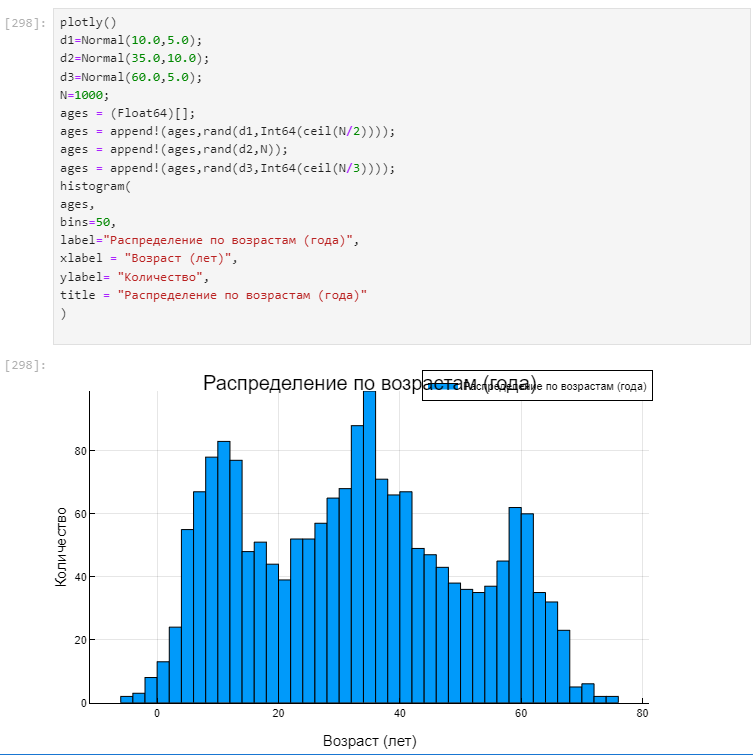 [298]:
plotly()
d1=Normal(10.0,5.0);
d2=Normal(35.0,10.0);
d3=Normal(60.0,5.0);
N=1000;
ages = (Float64)[];
ages = append!(ages,rand(d1,Int64(ceil(N/2))));
ages = append!(ages,rand(d2,N));
ages = append!(ages,rand(d3,Int64(ceil(N/3))));
histogram(
ages,
bins=50,
label="Распределение по возрастам (года)",
xlabel = "Возраст (лет)",
ylabel= "Количество",
title = "Распределение по возрастам (года)"
)
[298]:
Распределение по возрастам (года)
Распределение по возрастам (года)
Количество
80
60
40
20
0
0 20 40 60 80
Возраст (лет)